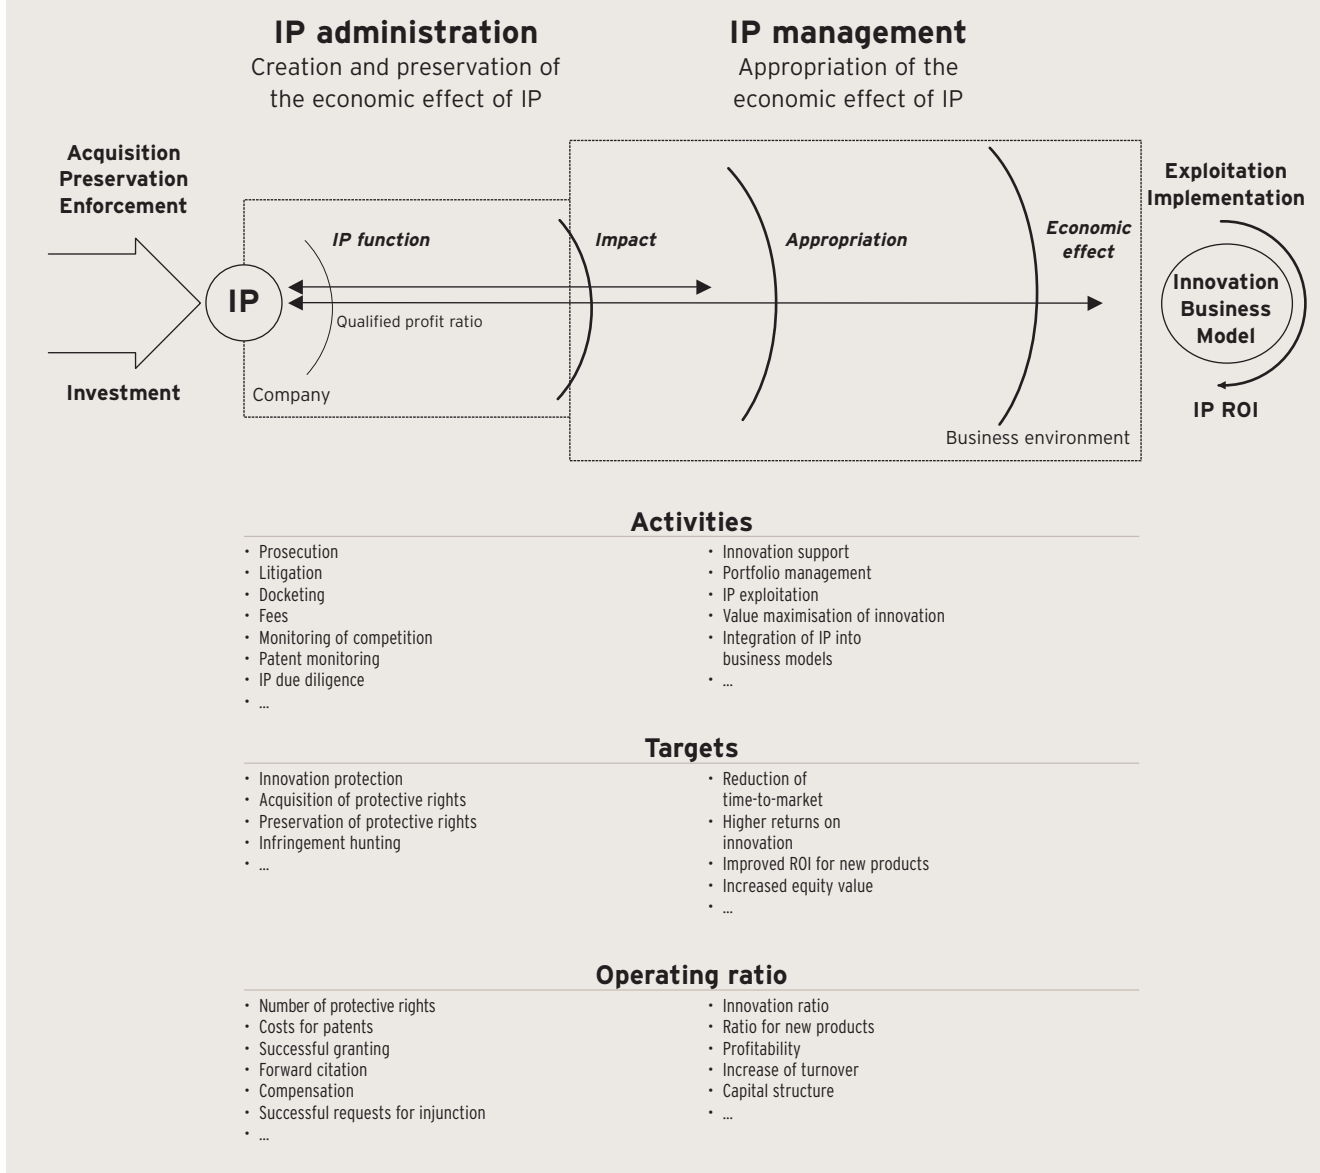 IP administration
Creation and preservation of
the economic effect of IP
IP management
Appropriation of the
economic effect of IP
Acquisition
Preservation
Enforcement
Investment
IP
IP function
Qualified profit ratio
Company
Impact
Appropriation
Economic
effect
Business environment
Exploitation
Implementation
Innovation
Business
Model
IP ROI
Activities
• Prosecution
• Litigation
• Docketing
• Fees
• Monitoring of competition
• Patent monitoring
• IP due diligence
• ...
• Innovation support
• Portfolio management
• IP exploitation
• Value maximisation of innovation
• Integration of IP into
business models
• ...
Targets
• Innovation protection
• Acquisition of protective rights
• Preservation of protective rights
• Infringement hunting
• ...
• Reduction of
time-to-market
• Higher returns on
innovation
• Improved ROI for new products
• Increased equity value
• ...
Operating ratio
• Number of protective rights
• Costs for patents
• Successful granting
• Forward citation
• Compensation
• Successful requests for injunction
• ...
• Innovation ratio
• Ratio for new products
• Profitability
• Increase of turnover
• Capital structure
• ...